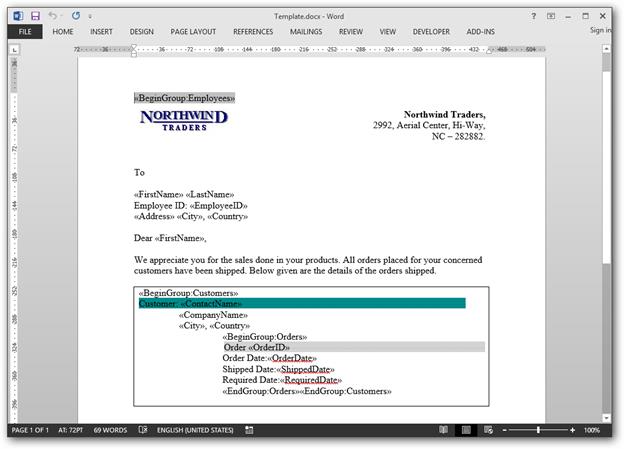 Template.docx - Word
Sign in
FILE HOME INSERT DESIGN PAGE LAYOUT REFERENCES MAILINGS REVIEW VIEW DEVELOPER ADD-INS
«BeginGroup:Employees»
NORTHWIND
TRADERS
Northwind Traders,
2992, Aerial Center, Hi-Way,
NC – 282882.
To
«FirstName» «LastName»
Employee ID: «EmployeeID»
«Address» «City», «Country»
Dear «FirstName»,
We appreciate you for the sales done in your products. All orders placed for your concerned
customers have been shipped. Below given are the details of the orders shipped.
«BeginGroup:Customers»
Customer: «ContactName»
«CompanyName»
«City», «Country»
«BeginGroup:Orders»
Order «OrderID»
Order Date:«OrderDate»
Shipped Date:«ShippedDate»
Required Date:«RequiredDate»
«EndGroup:Orders»«EndGroup:Customers»
PAGE 1 OF 1 AT: 72PT 69 WORDS ENGLISH (UNITED STATES) 100%